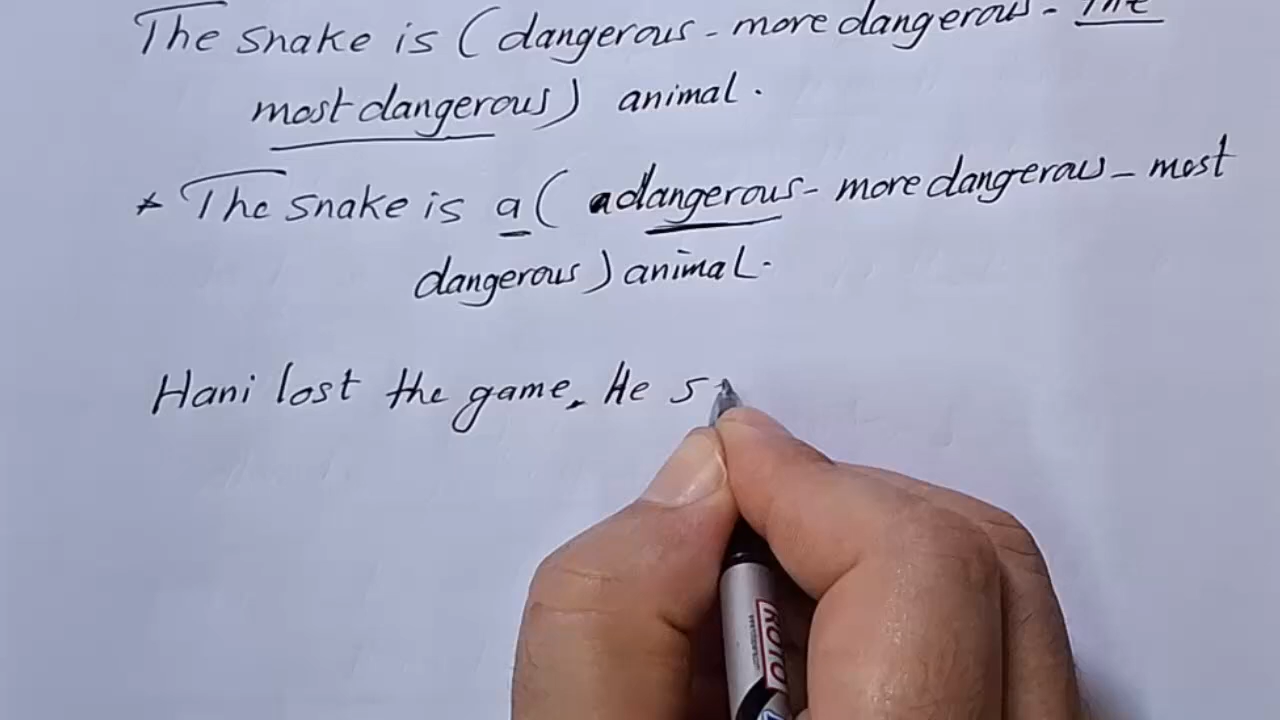 The snake is (dangerous - more dangerous - The
most dangerous) animal.
* The snake is a ( dangerous - more dangerous - most
dangerous) animal.
Hani lost the game. He s
ROTO